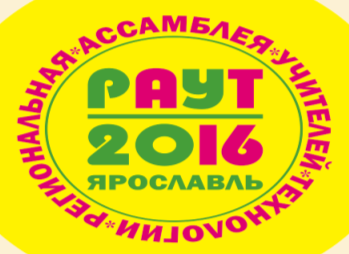 РЕГИОНАЛЬНАЯ*АССАМБЛЕЯ*УЧИТЕЛЕЙ*ТЕХНОЛОГИИ*
РАУТ
2016
ЯРОСЛАВЛЬ